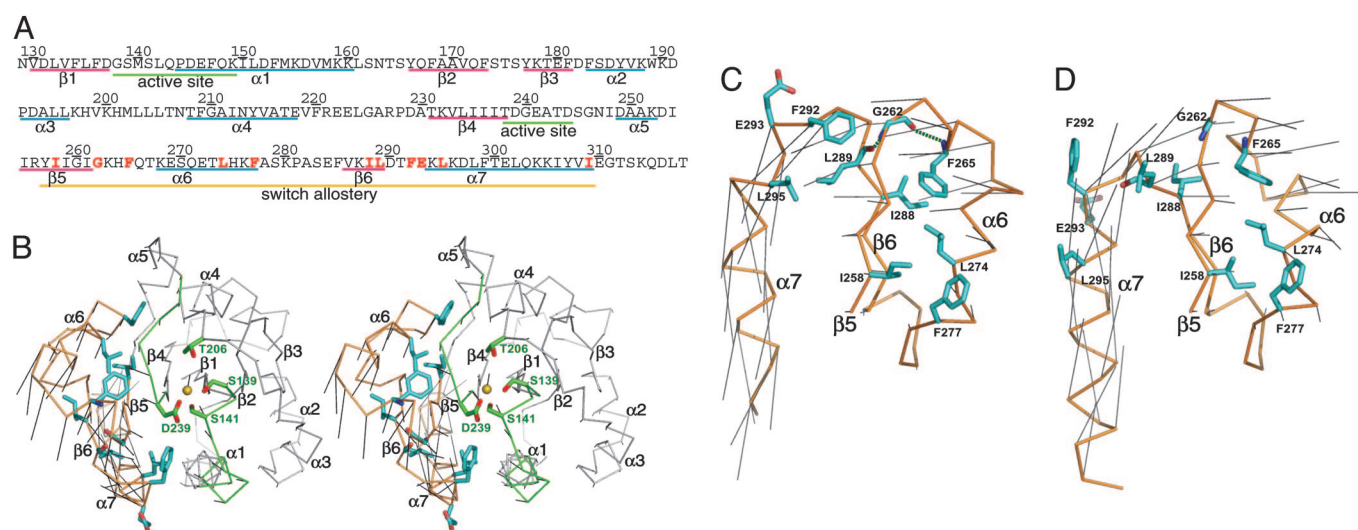 A
130 140 150 160 170 180 190
NVDLVFLFDGSMSLQPDEFQKILDFMKDVMKKLSNTSYQFAAVQFSTSYKTEFDFSDYVKWKD
β1 active site α1 β2 β3 α2
200 210 220 230 240 250
PDALLKHVKHMLLLTNTFGAINYVATEVFREELGARPDATKVLIIITDGEATDSGNIDAAKDI
α3 α4 β4 active site α5
260 270 280 290 300 310
IRYIIGIGKHFQTKESQETLHKFASKPASEFVKILDTFEKLKDLFTELQKKIYVIEGTSKQDLT
β5 α6 β6 α7
switch allostery
B
α5
α4
α6
β3
T206
β4
β1
S139
β5
β2
α2
D239
S141
β6
α1
α3
α7
α5
α4
α6
β3
T206
β4
β1
S139
β5
β2
α2
D239
S141
β6
α1
α3
α7
C
F292
G262
E293
L289
F265
L295
I288
α6
β6
L274
α7
I258
β5
F277
D
G262
F292
L289
F265
I288
α6
E293
β6
L274
L295
α7
I258
β5
F277